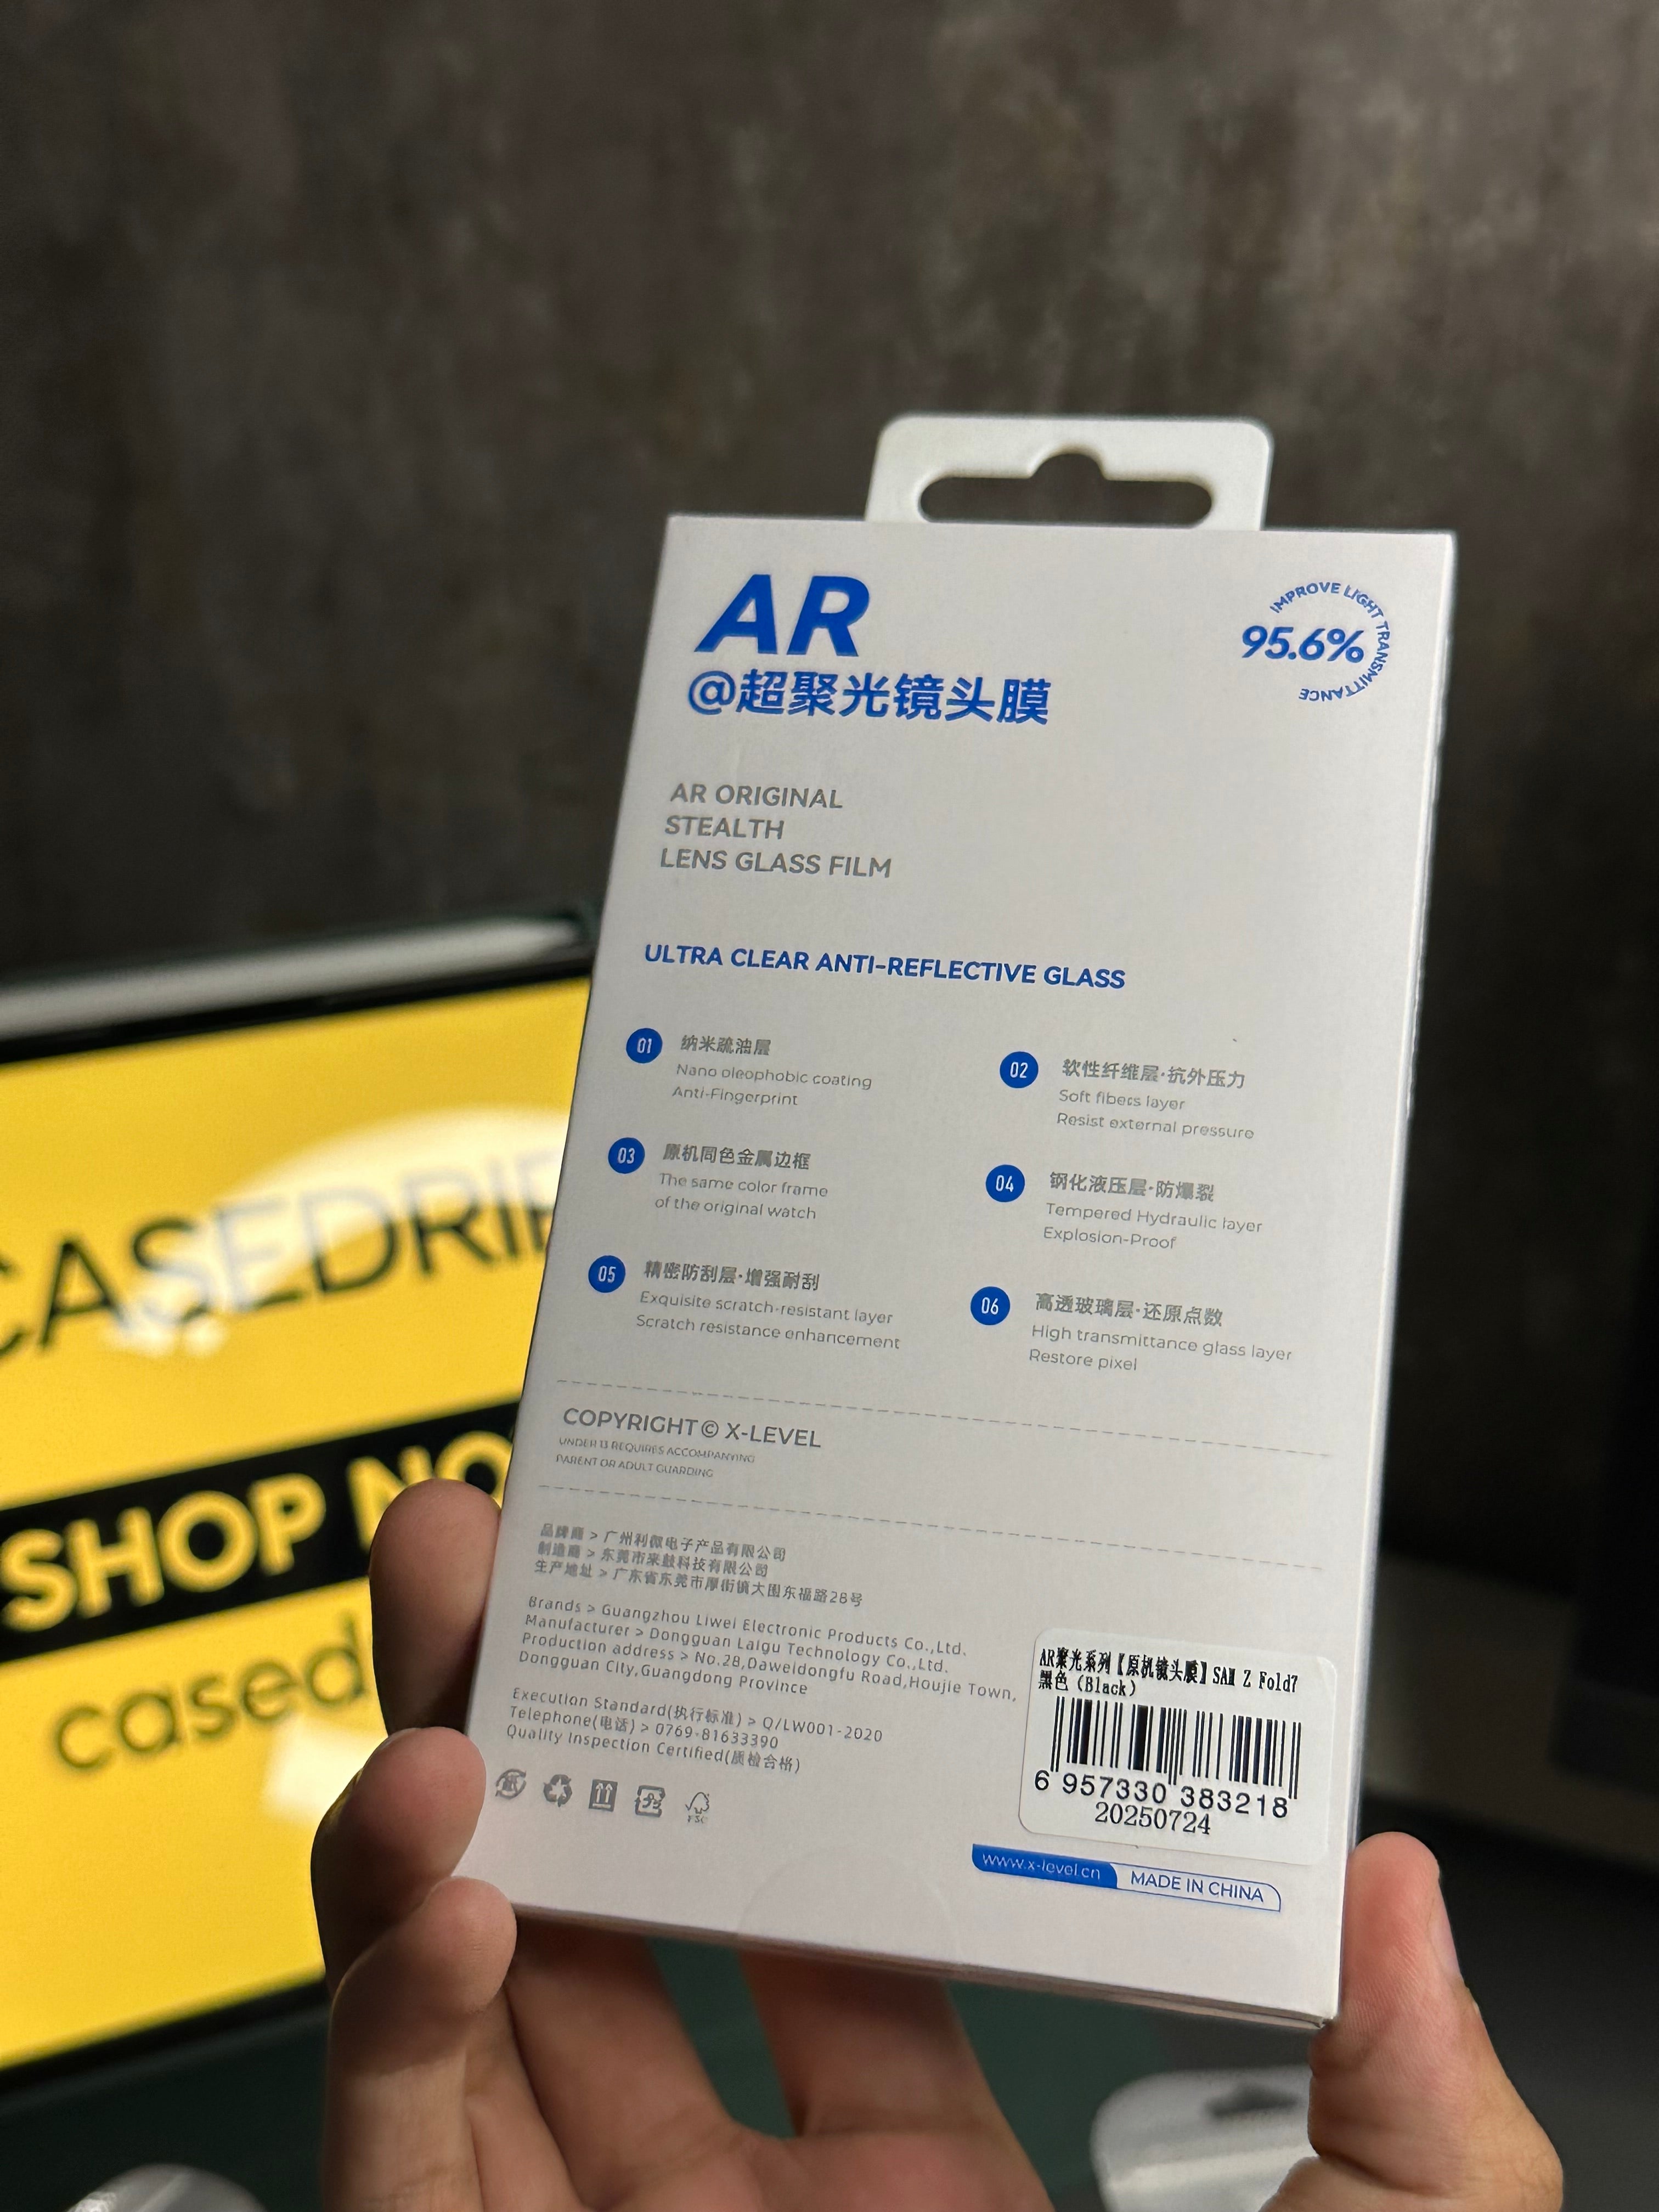 AR
@超聚光镜头膜
IMPROVE LIGHT TRANSMITTANCE
95.6%
AR ORIGINAL
STEALTH
LENS GLASS FILM
ULTRA CLEAR ANTI-REFLECTIVE GLASS
01
纳米疏油层
Nano oleophobic coating
Anti-Fingerprint
02
软性纤维层·抗外压力
Soft fibers layer
Resist external pressure
03
原机同色金属边框
The same color frame
of the original watch
04
钢化液压层·防爆裂
Tempered Hydraulic layer
Explosion-Proof
05
精密防刮层·增强耐刮
Exquisite scratch-resistant layer
Scratch resistance enhancement
06
高透玻璃层·还原点数
High transmittance glass layer
Restore pixel
COPYRIGHT© X-LEVEL
UNDER 13 REQUIRES ACCOMPANYING
PARENT OR ADULT GUARDING
品牌商 > 广州利微电子产品有限公司
制造商 > 东莞市来鼓科技有限公司
生产地址 > 广东省东莞市厚街镇大围东福路28号
Brands > Guangzhou Liwei Electronic Products Co.,Ltd.
Manufacturer > Dongguan Laigu Technology Co.,Ltd.
Production address > No.28,Daweidongfu Road,Houjie Town,
Dongguan City,Guangdong Province
Execution Standard(执行标准) > Q/LW001-2020
Telephone(电话) > 0769-81633390
Quality Inspection Certified(质检合格)
FSC
AR聚光系列【原机镜头膜】SAM Z Fold7
黑色 (Black)
6 957330 383218
20250724
www.x-level.cn
MADE IN CHINA
CASEDRI
SHOP NO
cased